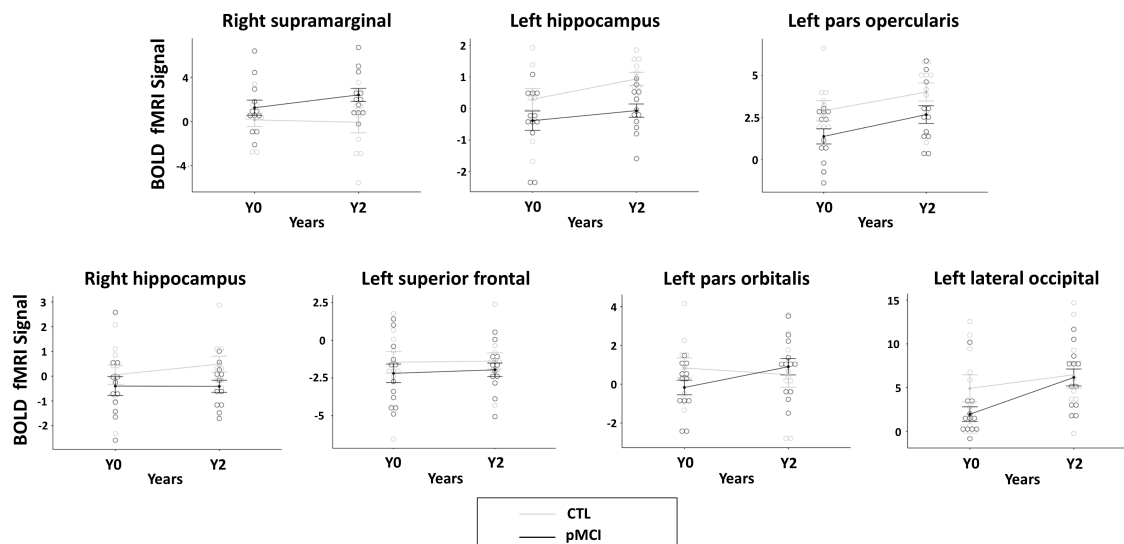 Right supramarginal
Left hippocampus
Left pars opercularis
BOLD fMRI Signal
4
0
-4
Y0
Y2
Years
2
1
0
-1
-2
Y0
Y2
Years
5
2.5
0
Y0
Y2
Years
Right hippocampus
Left superior frontal
Left pars orbitalis
Left lateral occipital
BOLD fMRI Signal
3
2
1
0
-1
-2
Y0
Y2
Years
2.5
0
-2.5
-5
Y0
Y2
Years
4
2
0
-2
Y0
Y2
Years
15
10
5
0
Y0
Y2
Years
CTL
pMCI